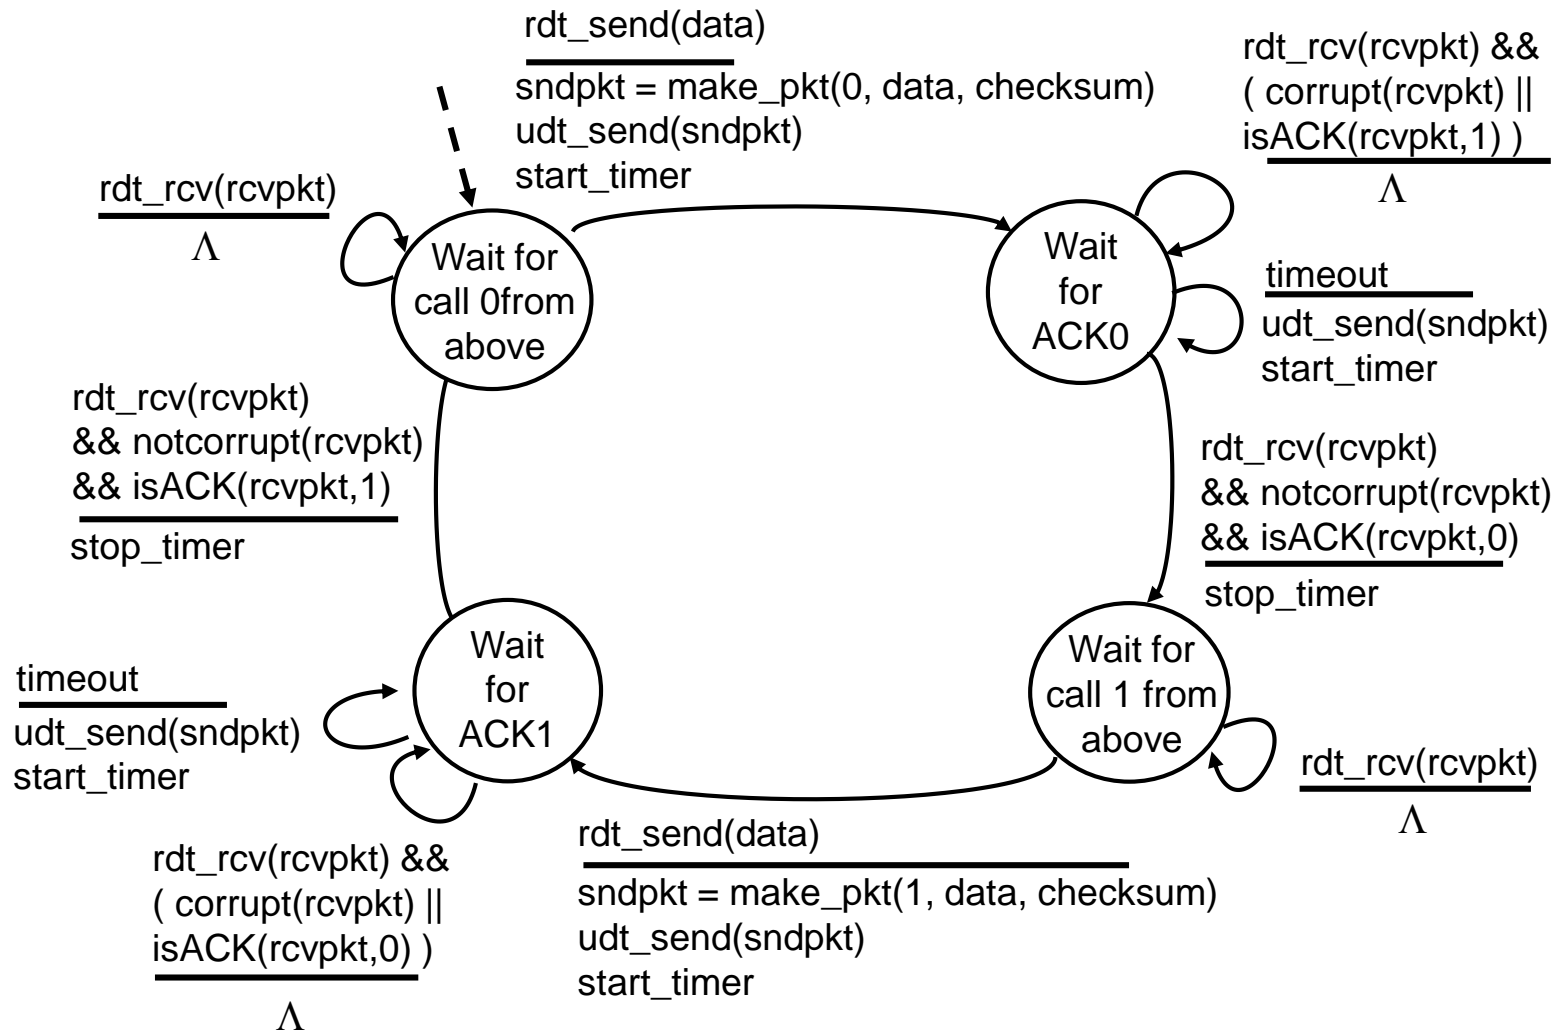 rdt_send(data)
sndpkt = make_pkt(0, data, checksum)
udt_send(sndpkt)
start_timer
rdt_rcv(rcvpkt) &&
( corrupt(rcvpkt) ||
isACK(rcvpkt,1) )
Λ
rdt_rcv(rcvpkt)
Λ
Wait for
call 0from
above
Wait
for
ACK0
timeout
udt_send(sndpkt)
start_timer
rdt_rcv(rcvpkt)
&& notcorrupt(rcvpkt)
&& isACK(rcvpkt,1)
stop_timer
rdt_rcv(rcvpkt)
&& notcorrupt(rcvpkt)
&& isACK(rcvpkt,0)
stop_timer
Wait
for
ACK1
Wait for
call 1 from
above
timeout
udt_send(sndpkt)
start_timer
rdt_rcv(rcvpkt)
Λ
rdt_rcv(rcvpkt) &&
( corrupt(rcvpkt) ||
isACK(rcvpkt,0) )
Λ
rdt_send(data)
sndpkt = make_pkt(1, data, checksum)
udt_send(sndpkt)
start_timer